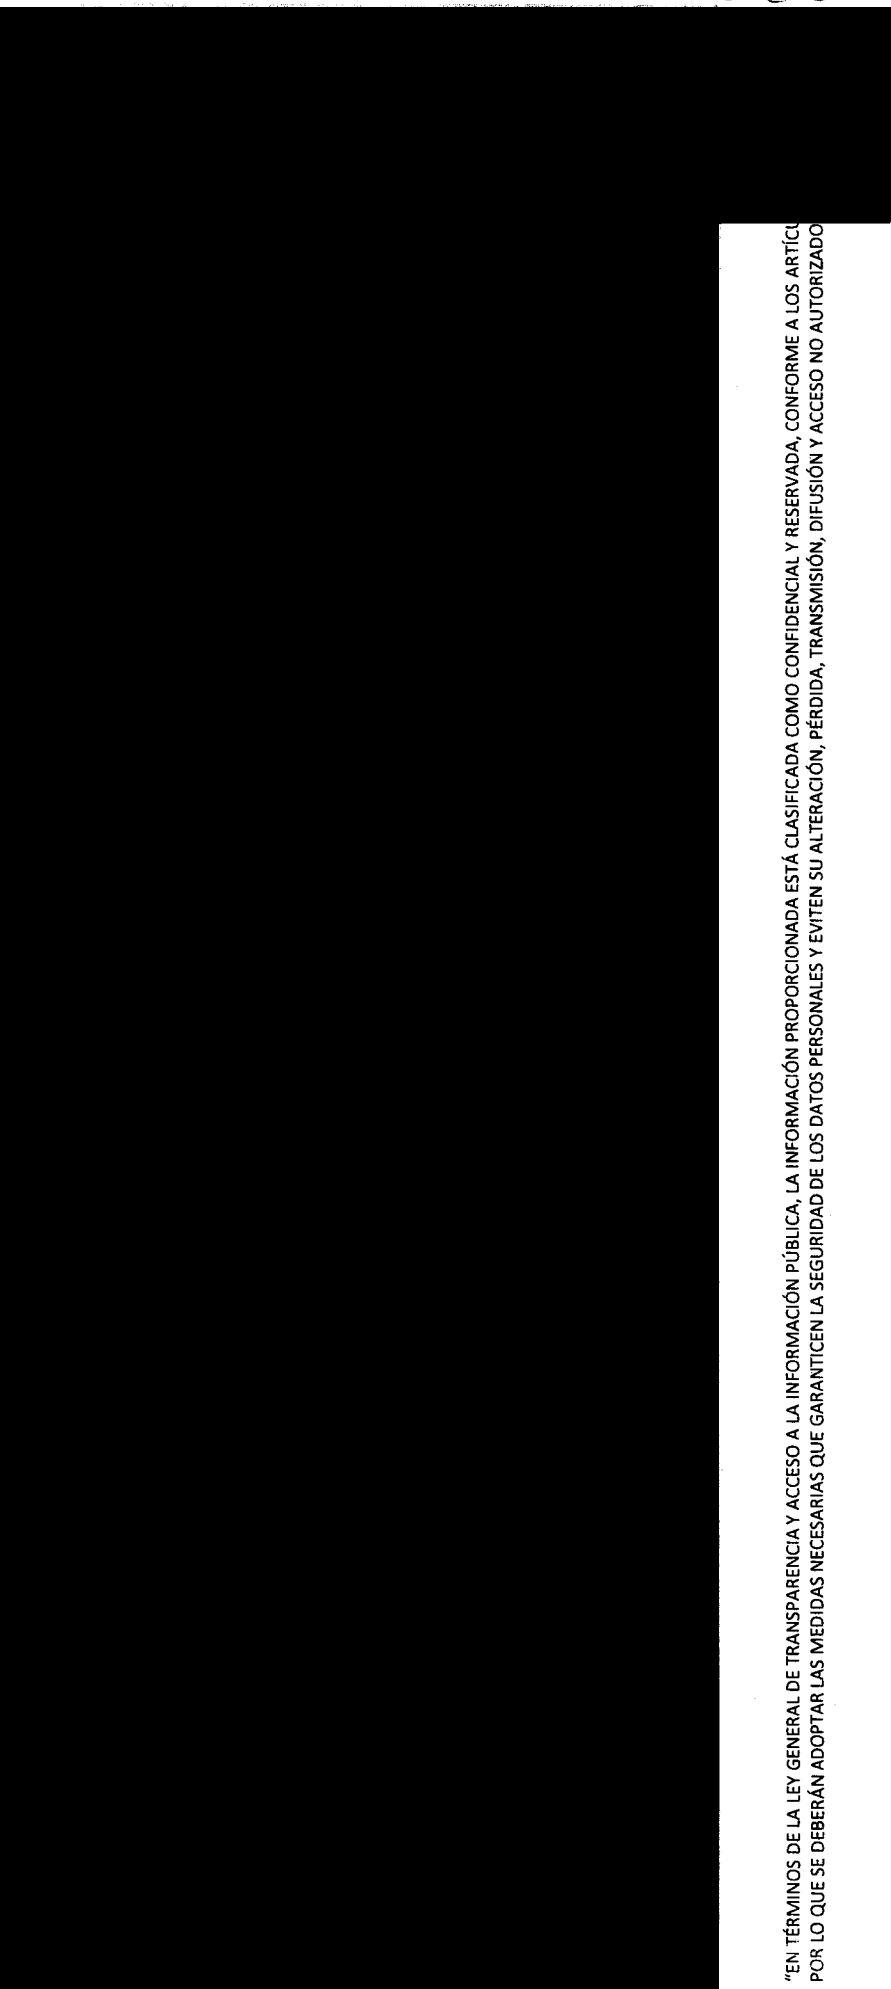 “EN TÉRMINOS DE LA LEY GENERAL DE TRANSPARENCIA Y ACCESO A LA INFORMACIÓN PÚBLICA, LA INFORMACIÓN PROPORCIONADA ESTÁ CLASIFICADA COMO CONFIDENCIAL Y RESERVADA, CONFORME A LOS ARTÍCU
POR LO QUE SE DEBERÁN ADOPTAR LAS MEDIDAS NECESARIAS QUE GARANTICEN LA SEGURIDAD DE LOS DATOS PERSONALES Y EVITEN SU ALTERACIÓN, PÉRDIDA, TRANSMISIÓN, DIFUSIÓN Y ACCESO NO AUTORIZADO